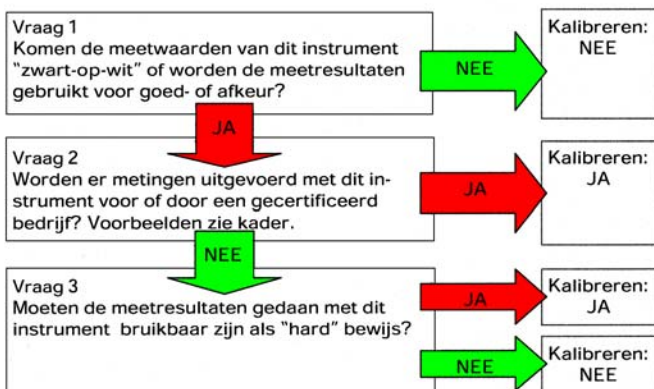 Vraag 1
Komen de meetwaarden van dit instrument
"zwart-op-wit" of worden de meetresultaten
gebruikt voor goed- of afkeur?
NEE
Kalibreren:
NEE
JA
Vraag 2
Worden er metingen uitgevoerd met dit in-
strument voor of door een gecertificeerd
bedrijf? Voorbeelden zie kader.
JA
Kalibreren:
JA
NEE
Vraag 3
Moeten de meetresultaten gedaan met dit
instrument bruikbaar zijn als "hard" bewijs?
JA
Kalibreren:
JA
NEE
Kalibreren:
NEE